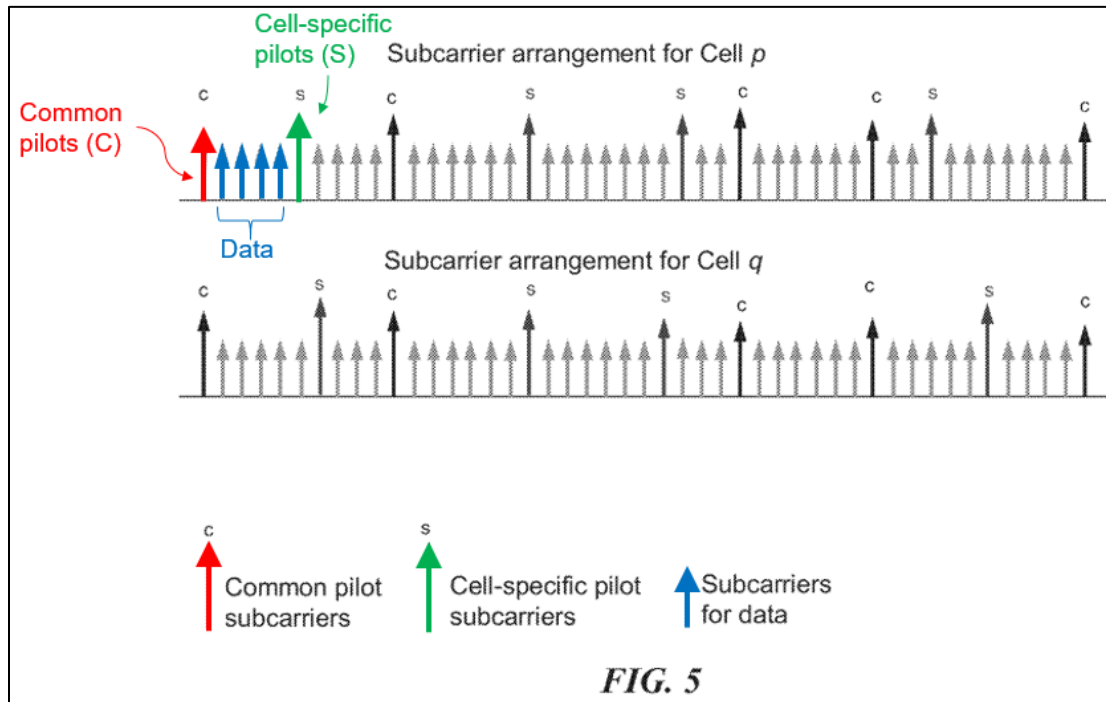 Cell-specific
pilots (S)
Subcarrier arrangement for Cell p
c s c s s c c s c
Common
pilots (C)
Data
Subcarrier arrangement for Cell q
c s c s s c c s c
c s
Common pilot
subcarriers
Cell-specific pilot
subcarriers
Subcarriers
for data
FIG. 5